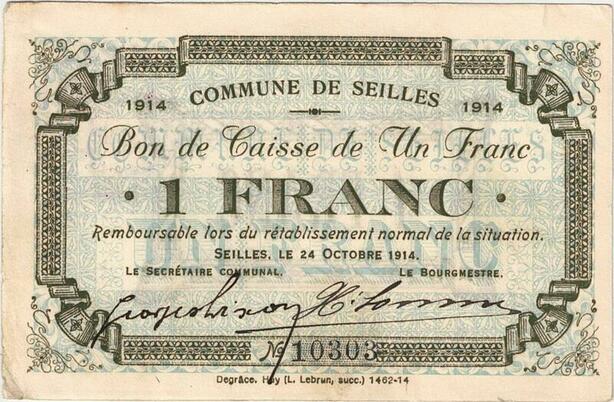 COMMUNE DE SEILLES
1914 1914
Bon de Caisse de Un Franc
· 1 FRANC ·
Remboursable lors du rétablissement normal de la situation.
SEILLES, LE 24 OCTOBRE 1914.
LE SECRÉTAIRE COMMUNAL. LE BOURGMESTRE.
№ 10303
Degrâce. Huy (L. Lebrun, succ.) 1462-14